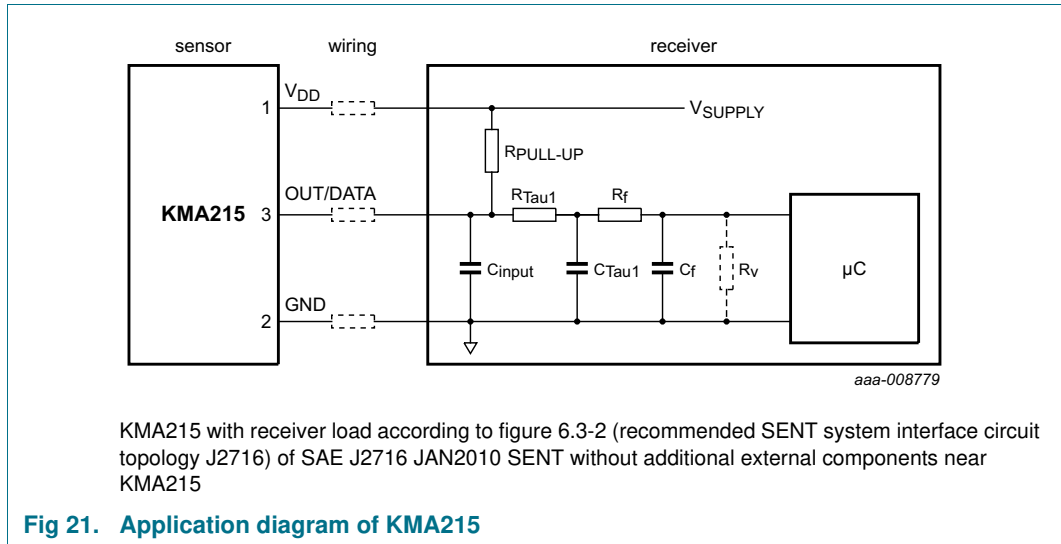 sensor wiring receiver
VDD
1
VSUPPLY
RPULL-UP
OUT/DATA
RTau1 Rf
KMA215 3
Cinput CTau1 Cf Rv µC
GND
2
aaa-008779
KMA215 with receiver load according to figure 6.3-2 (recommended SENT system interface circuit
topology J2716) of SAE J2716 JAN2010 SENT without additional external components near
KMA215
Fig 21. Application diagram of KMA215